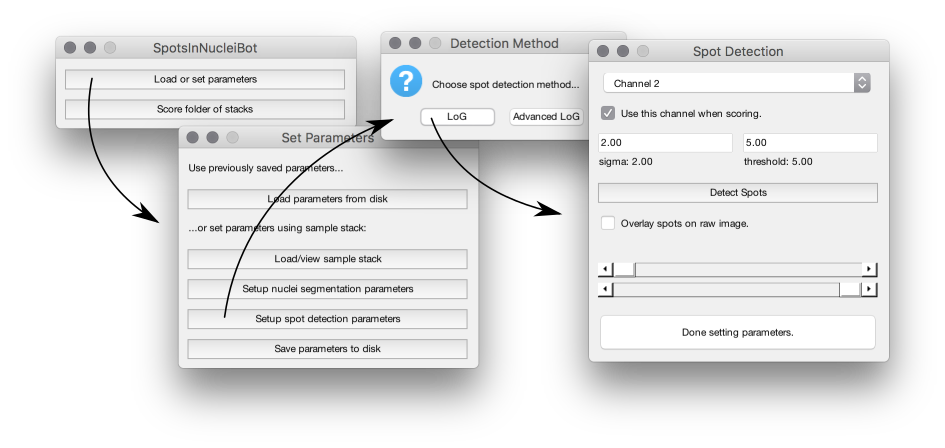 SpotsInNucleiBot
Load or set parameters
Score folder of stacks
Set Parameters
Use previously saved parameters...
Load parameters from disk
...or set parameters using sample stack:
Load/view sample stack
Setup nuclei segmentation parameters
Setup spot detection parameters
Save parameters to disk
Detection Method
?
Choose spot detection method...
LoG Advanced LoG
Spot Detection
Channel 2
Use this channel when scoring.
2.00 5.00
sigma: 2.00 threshold: 5.00
Detect Spots
Overlay spots on raw image.
Done setting parameters.